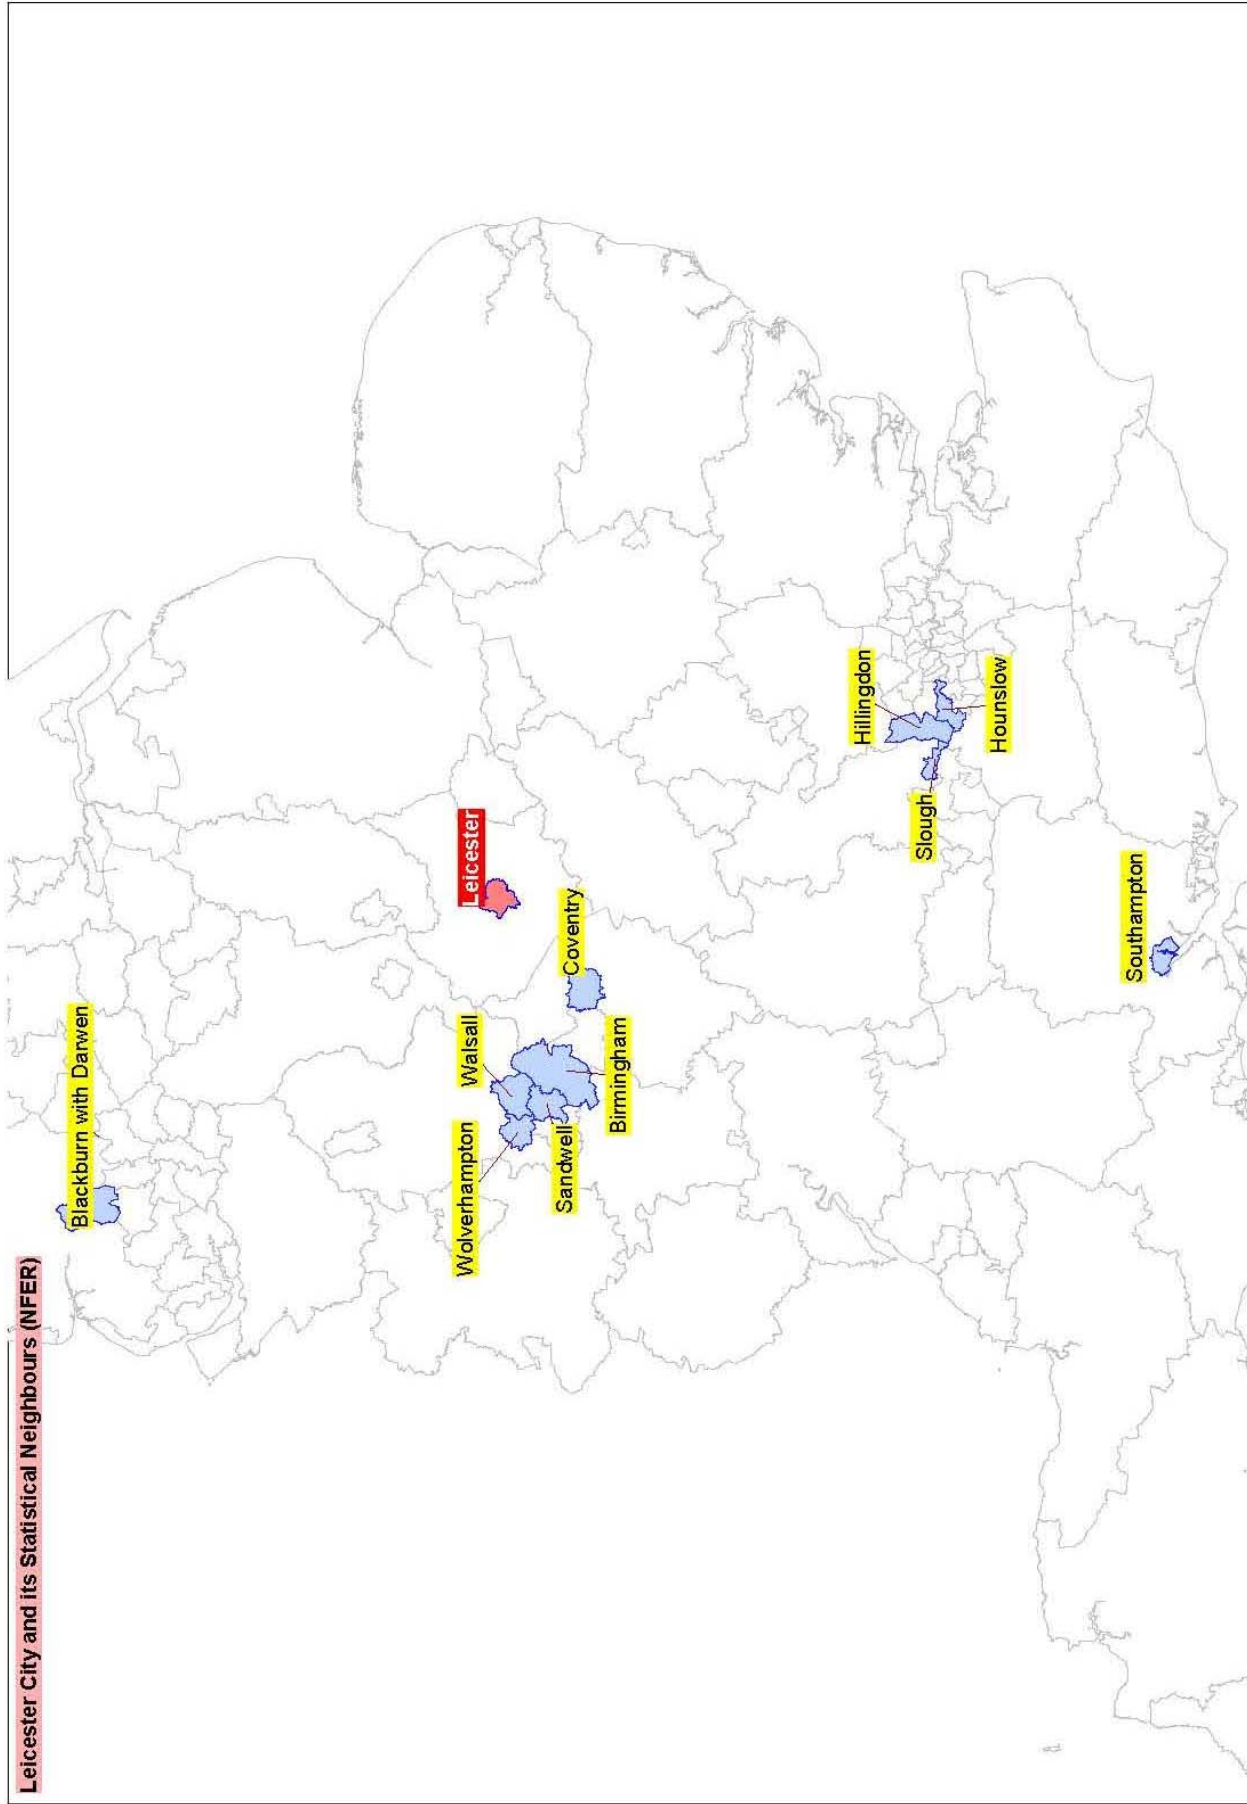 Leicester City and its Statistical Neighbours (NFER)
Blackburn with Darwen
Leicester
Walsall
Wolverhampton
Coventry
Sandwell
Birmingham
Hillingdon
Slough
Hounslow
Southampton